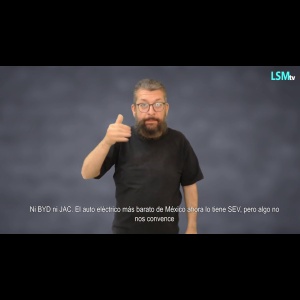 LSMtv
Ni BYD ni JAC. El auto eléctrico más barato de México ahora lo tiene SEV, pero algo no
nos convence